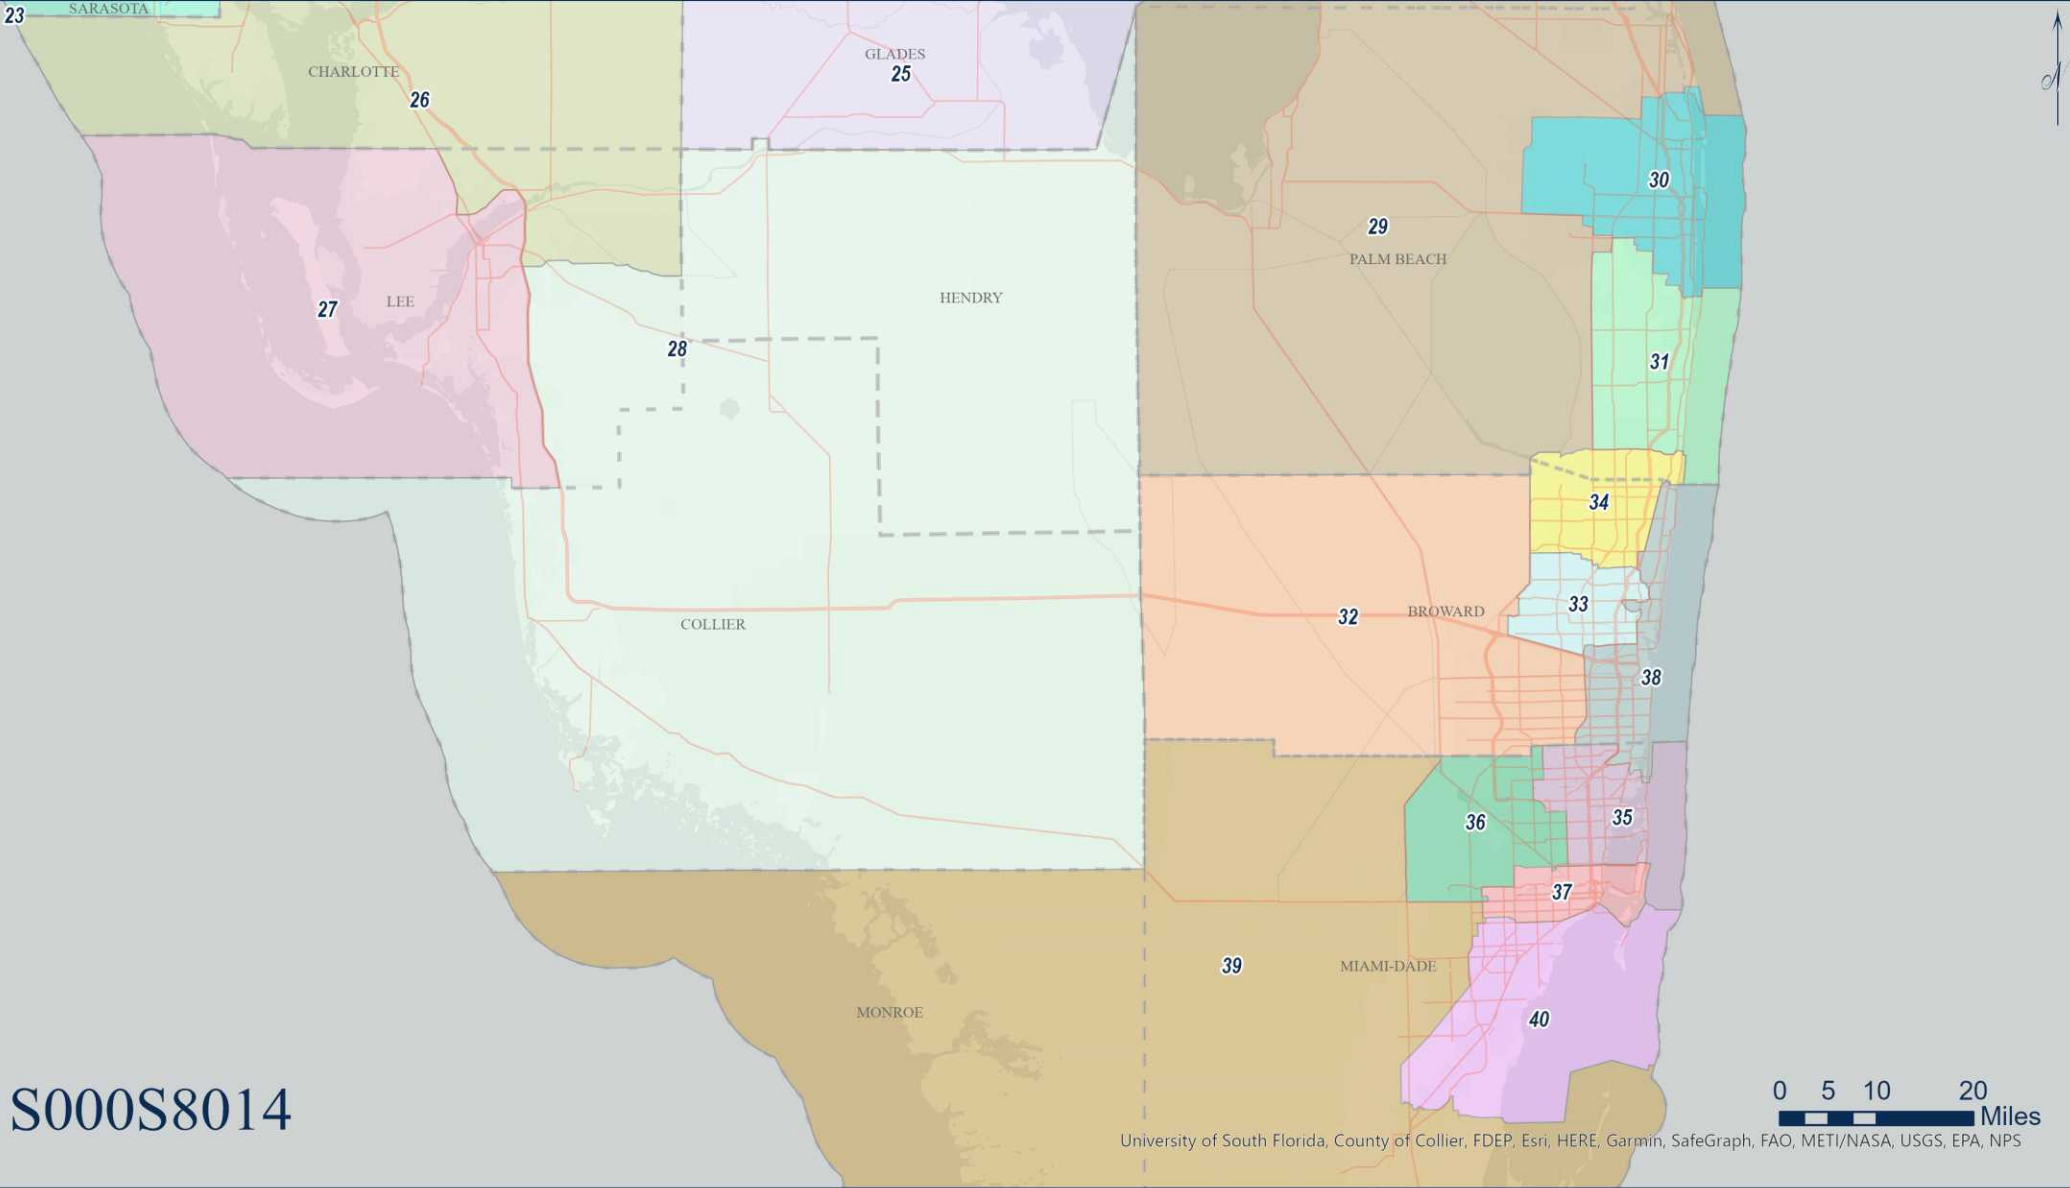 SARASOTA
23
GLADES
25
CHARLOTTE
26
30
29
PALM BEACH
HENDRY
LEE
27
28
31
34
33
BROWARD
32
COLLIER
38
35
36
37
39
MIAMI-DADE
MONROE
40
S000S8014
0 5 10 20
Miles
University of South Florida, County of Collier, FDEP, Esri, HERE, Garmin, SafeGraph, FAO, METI/NASA, USGS, EPA, NPS